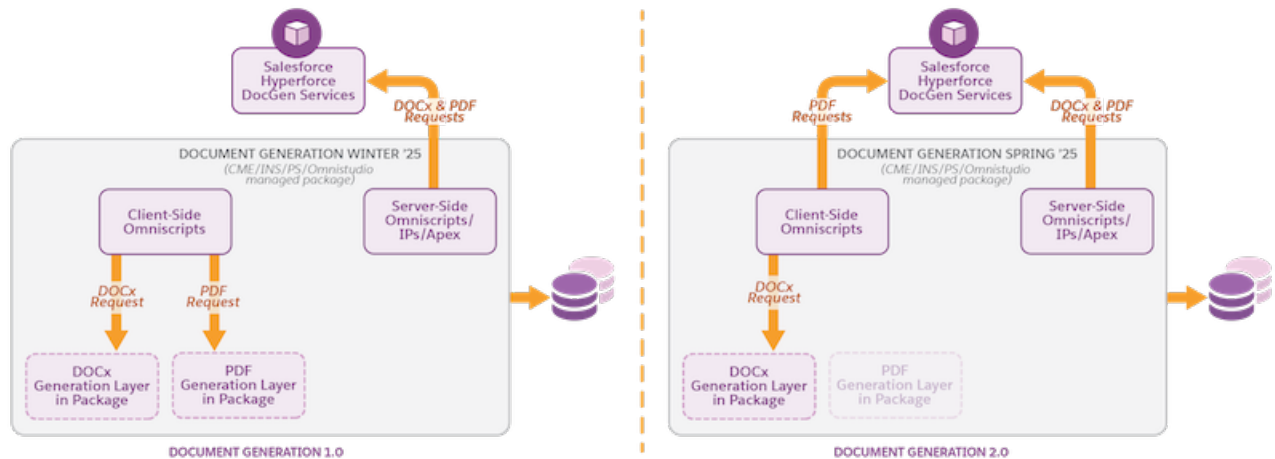 Salesforce
Hyperforce
DocGen Services
DOCx & PDF
Requests
DOCUMENT GENERATION WINTER '25
(CME/INS/PS/Omnistudio
managed package)
Client-Side
Omniscripts
Server-Side
Omniscripts/
IPs/Apex
DOCx
Request
PDF
Request
DOCx
Generation Layer
in Package
PDF
Generation Layer
in Package
DOCUMENT GENERATION 1.0
Salesforce
Hyperforce
DocGen Services
PDF
Requests
DOCx & PDF
Requests
DOCUMENT GENERATION SPRING '25
(CME/INS/PS/Omnistudio
managed package)
Client-Side
Omniscripts
Server-Side
Omniscripts/
IPs/Apex
DOCx
Request
DOCx
Generation Layer
in Package
PDF
Generation Layer
in Package
DOCUMENT GENERATION 2.0